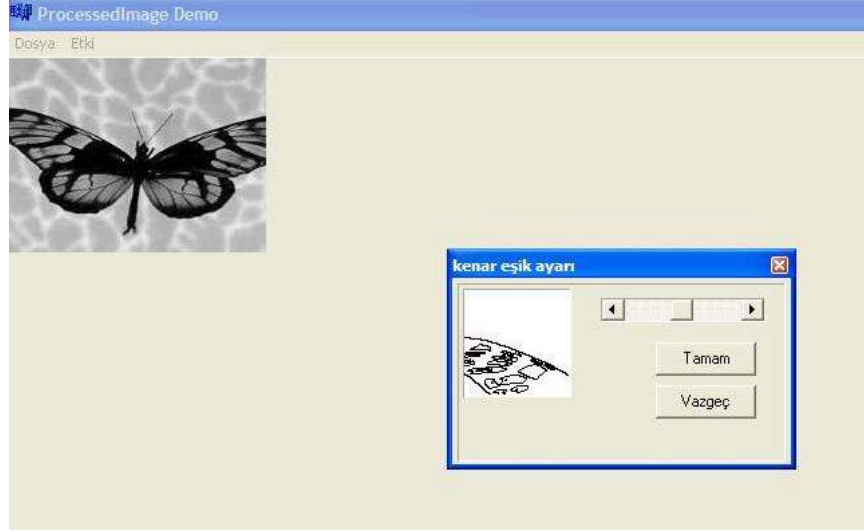 ProcessedImage Demo
Dosya Etki
kenar eşik ayarı
Tamam
Vazgeç